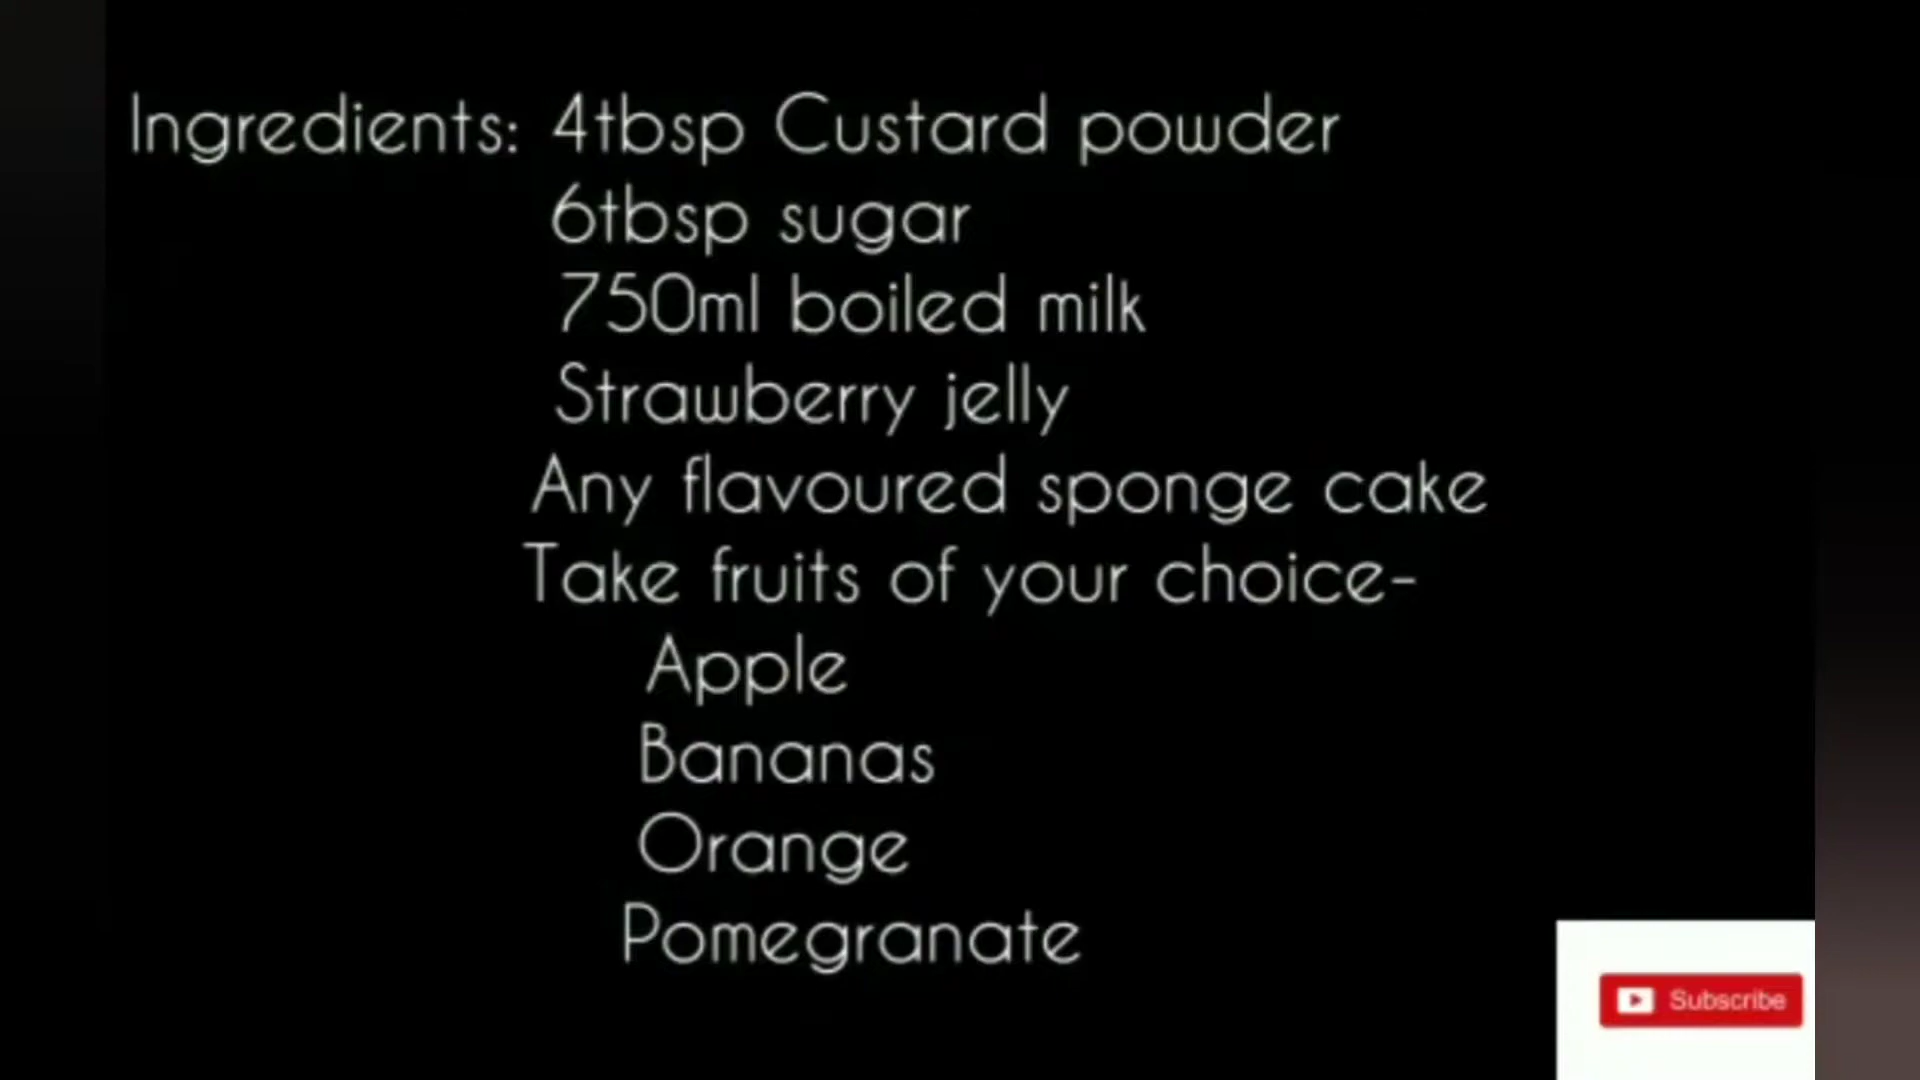 Ingredients: 4tbsp Custard powder
6tbsp sugar
750ml boiled milk
Strawberry jelly
Any flavoured sponge cake
Take fruits of your choice-
Apple
Bananas
Orange
Pomegranate
Subscribe